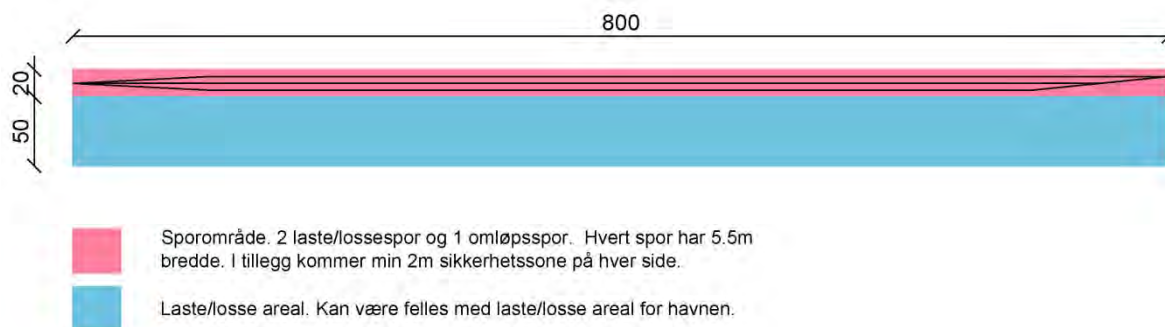 800
20
50
Sporområde. 2 laste/lossespor og 1 omløpsspor. Hvert spor har 5.5m
bredde. I tillegg kommer min 2m sikkerhetssone på hver side.
Laste/losse areal. Kan være felles med laste/losse areal for havnen.